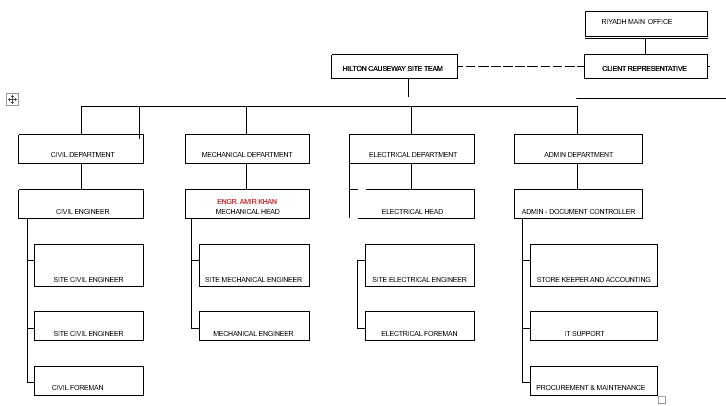 RIYADH MAIN OFFICE
HILTON CAUSEWAY SITE TEAM
CLIENT REPRESENTATIVE
CIVIL DEPARTMENT
MECHANICAL DEPARTMENT
ELECTRICAL DEPARTMENT
ADMIN DEPARTMENT
CIVIL ENGINEER
ENGR. AMIR KHAN
MECHANICAL HEAD
ELECTRICAL HEAD
ADMIN - DOCUMENT CONTROLLER
SITE CIVIL ENGINEER
SITE MECHANICAL ENGINEER
SITE ELECTRICAL ENGINEER
STORE KEEPER AND ACCOUNTING
SITE CIVIL ENGINEER
MECHANICAL ENGINEER
ELECTRICAL FOREMAN
IT SUPPORT
CIVIL FOREMAN
PROCUREMENT & MAINTENANCE